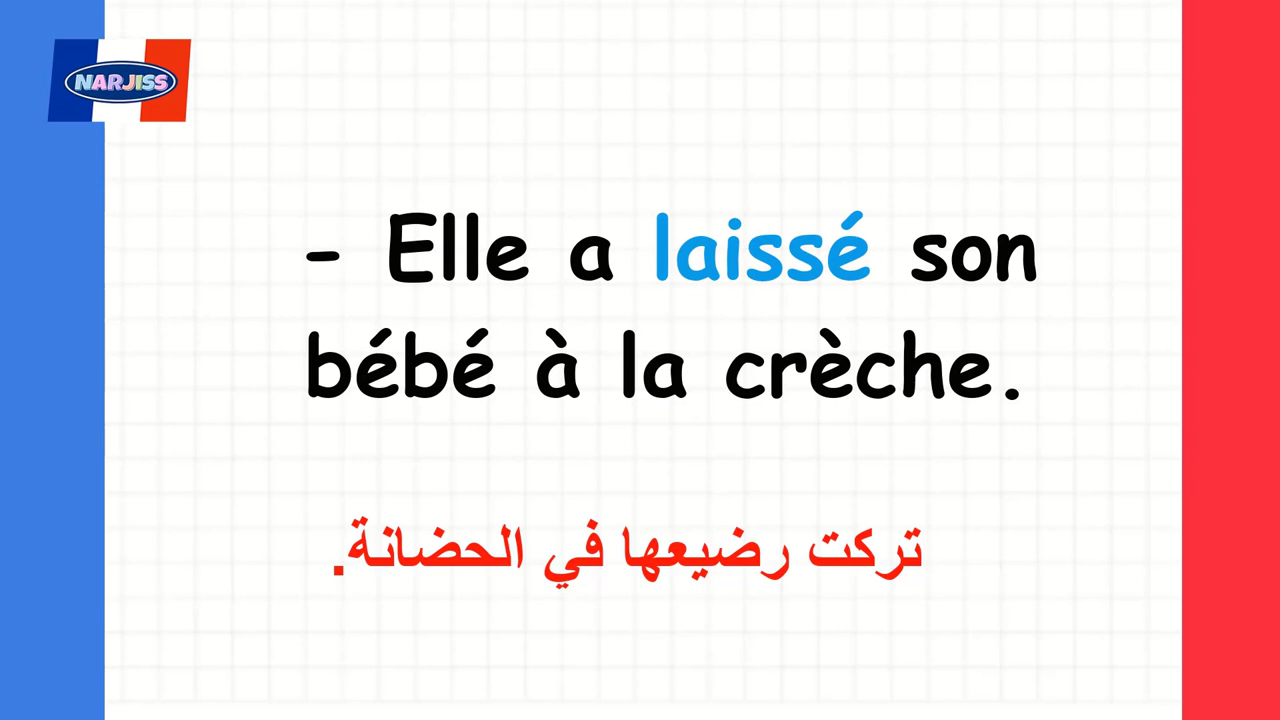 NARJISS
- Elle a laissé son
bébé à la crèche.
تركت رضيعها في الحضانة.